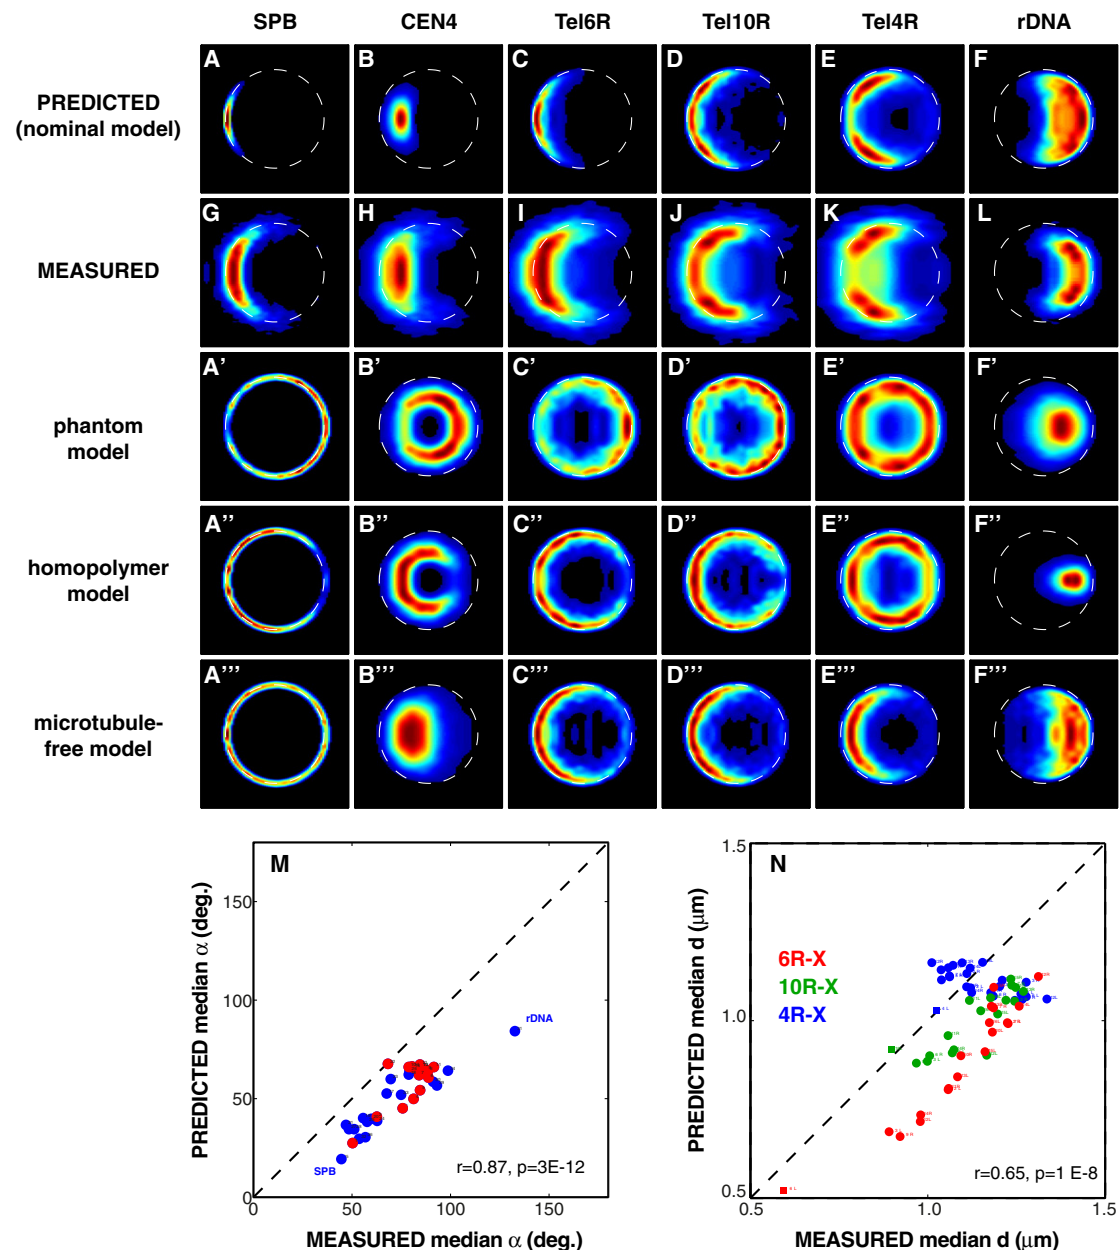 SPB CEN4 Tel6R Tel10R Tel4R rDNA
PREDICTED
(nominal model)
A B C D E F
MEASURED
G H I J K L
phantom
model
A' B' C' D' E' F'
homopolymer
model
A'' B'' C'' D'' E'' F''
microtubule-
free model
A''' B''' C''' D''' E''' F'''
M
PREDICTED median α (deg.)
150
100
50
0
rDNA
SPB
r=0.87, p=3E-12
0 50 100 150
MEASURED median α (deg.)
N
PREDICTED median d (μm)
1.5
1.0
0.5
6R-X
10R-X
4R-X
r=0.65, p=1 E-8
0.5 1.0 1.5
MEASURED median d (μm)